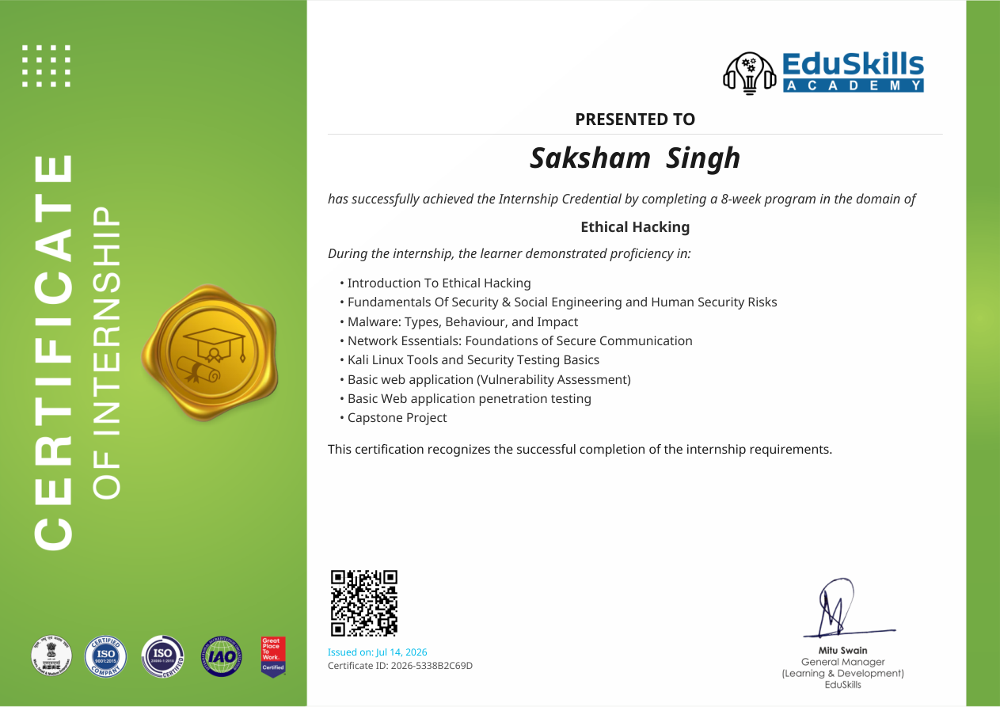 CERTIFICATE
OF INTERNSHIP
EduSkills
ACADEMY
PRESENTED TO
Saksham Singh
has successfully achieved the Internship Credential by completing a 8-week program in the domain of
Ethical Hacking
During the internship, the learner demonstrated proficiency in:
• Introduction To Ethical Hacking
• Fundamentals Of Security & Social Engineering and Human Security Risks
• Malware: Types, Behaviour, and Impact
• Network Essentials: Foundations of Secure Communication
• Kali Linux Tools and Security Testing Basics
• Basic web application (Vulnerability Assessment)
• Basic Web application penetration testing
• Capstone Project
This certification recognizes the successful completion of the internship requirements.
Issued on: Jul 14, 2026
Certificate ID: 2026-5338B2C69D
Mitu Swain
General Manager
(Learning & Development)
EduSkills
CERTIFIED
ISO
9001:2015
COMPANY
ISO
CERTIFIED
IAO
Great
Place
To
Work.
Certified